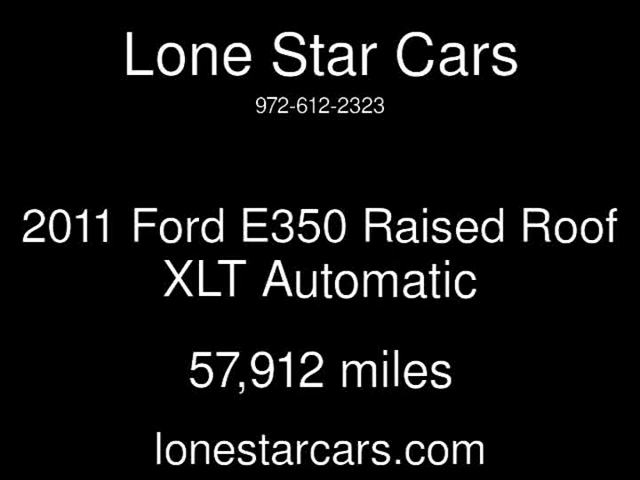 Lone Star Cars
972-612-2323
2011 Ford E350 Raised Roof
XLT Automatic
57,912 miles
lonestarcars.com